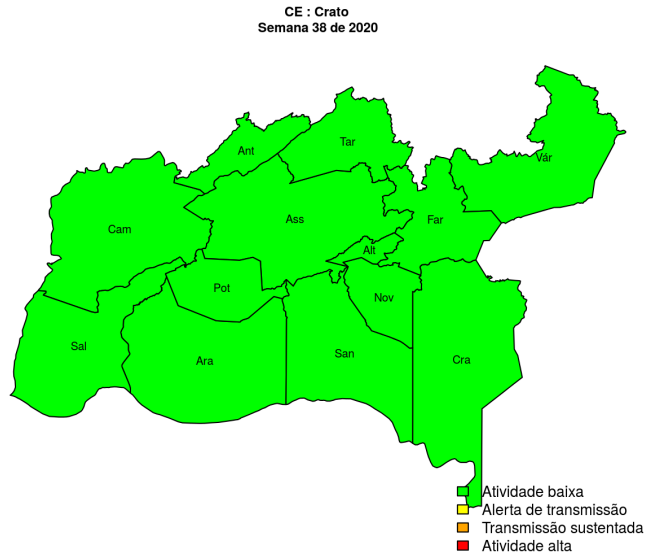 CE : Crato
Semana 38 de 2020
Ant
Tar
Vár
Cam
Ass
Far
Alt
Pot
Nov
Sal
Ara
San
Cra
Atividade baixa
Alerta de transmissão
Transmissão sustentada
Atividade alta